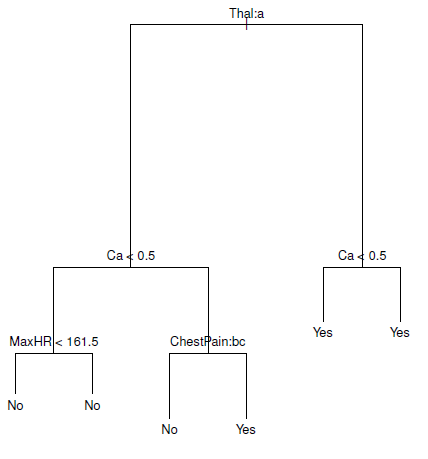 Thal:a
Ca < 0.5
Ca < 0.5
MaxHR < 161.5
ChestPain:bc
Yes
Yes
No
No
No
Yes